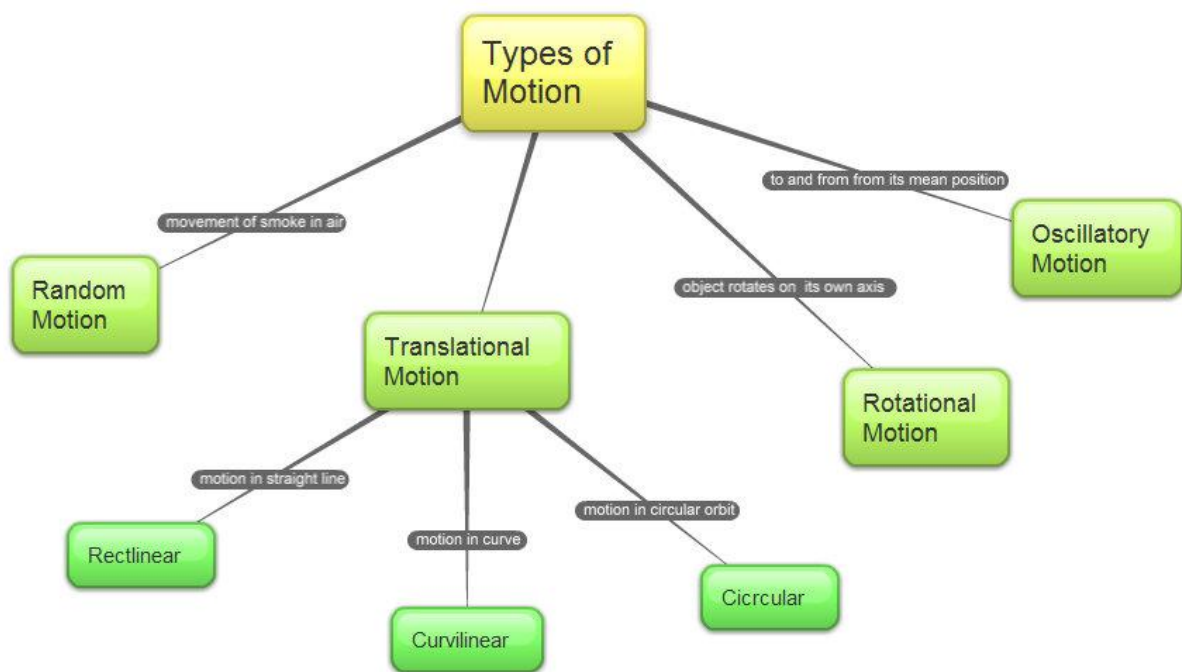 Types of
Motion
to and from from its mean position
movement of smoke in air
Oscillatory
Motion
Random
Motion
object rotates on its own axis
Translational
Motion
Rotational
Motion
motion in straight line
motion in circular orbit
motion in curve
Rectlinear
Cicrcular
Curvilinear